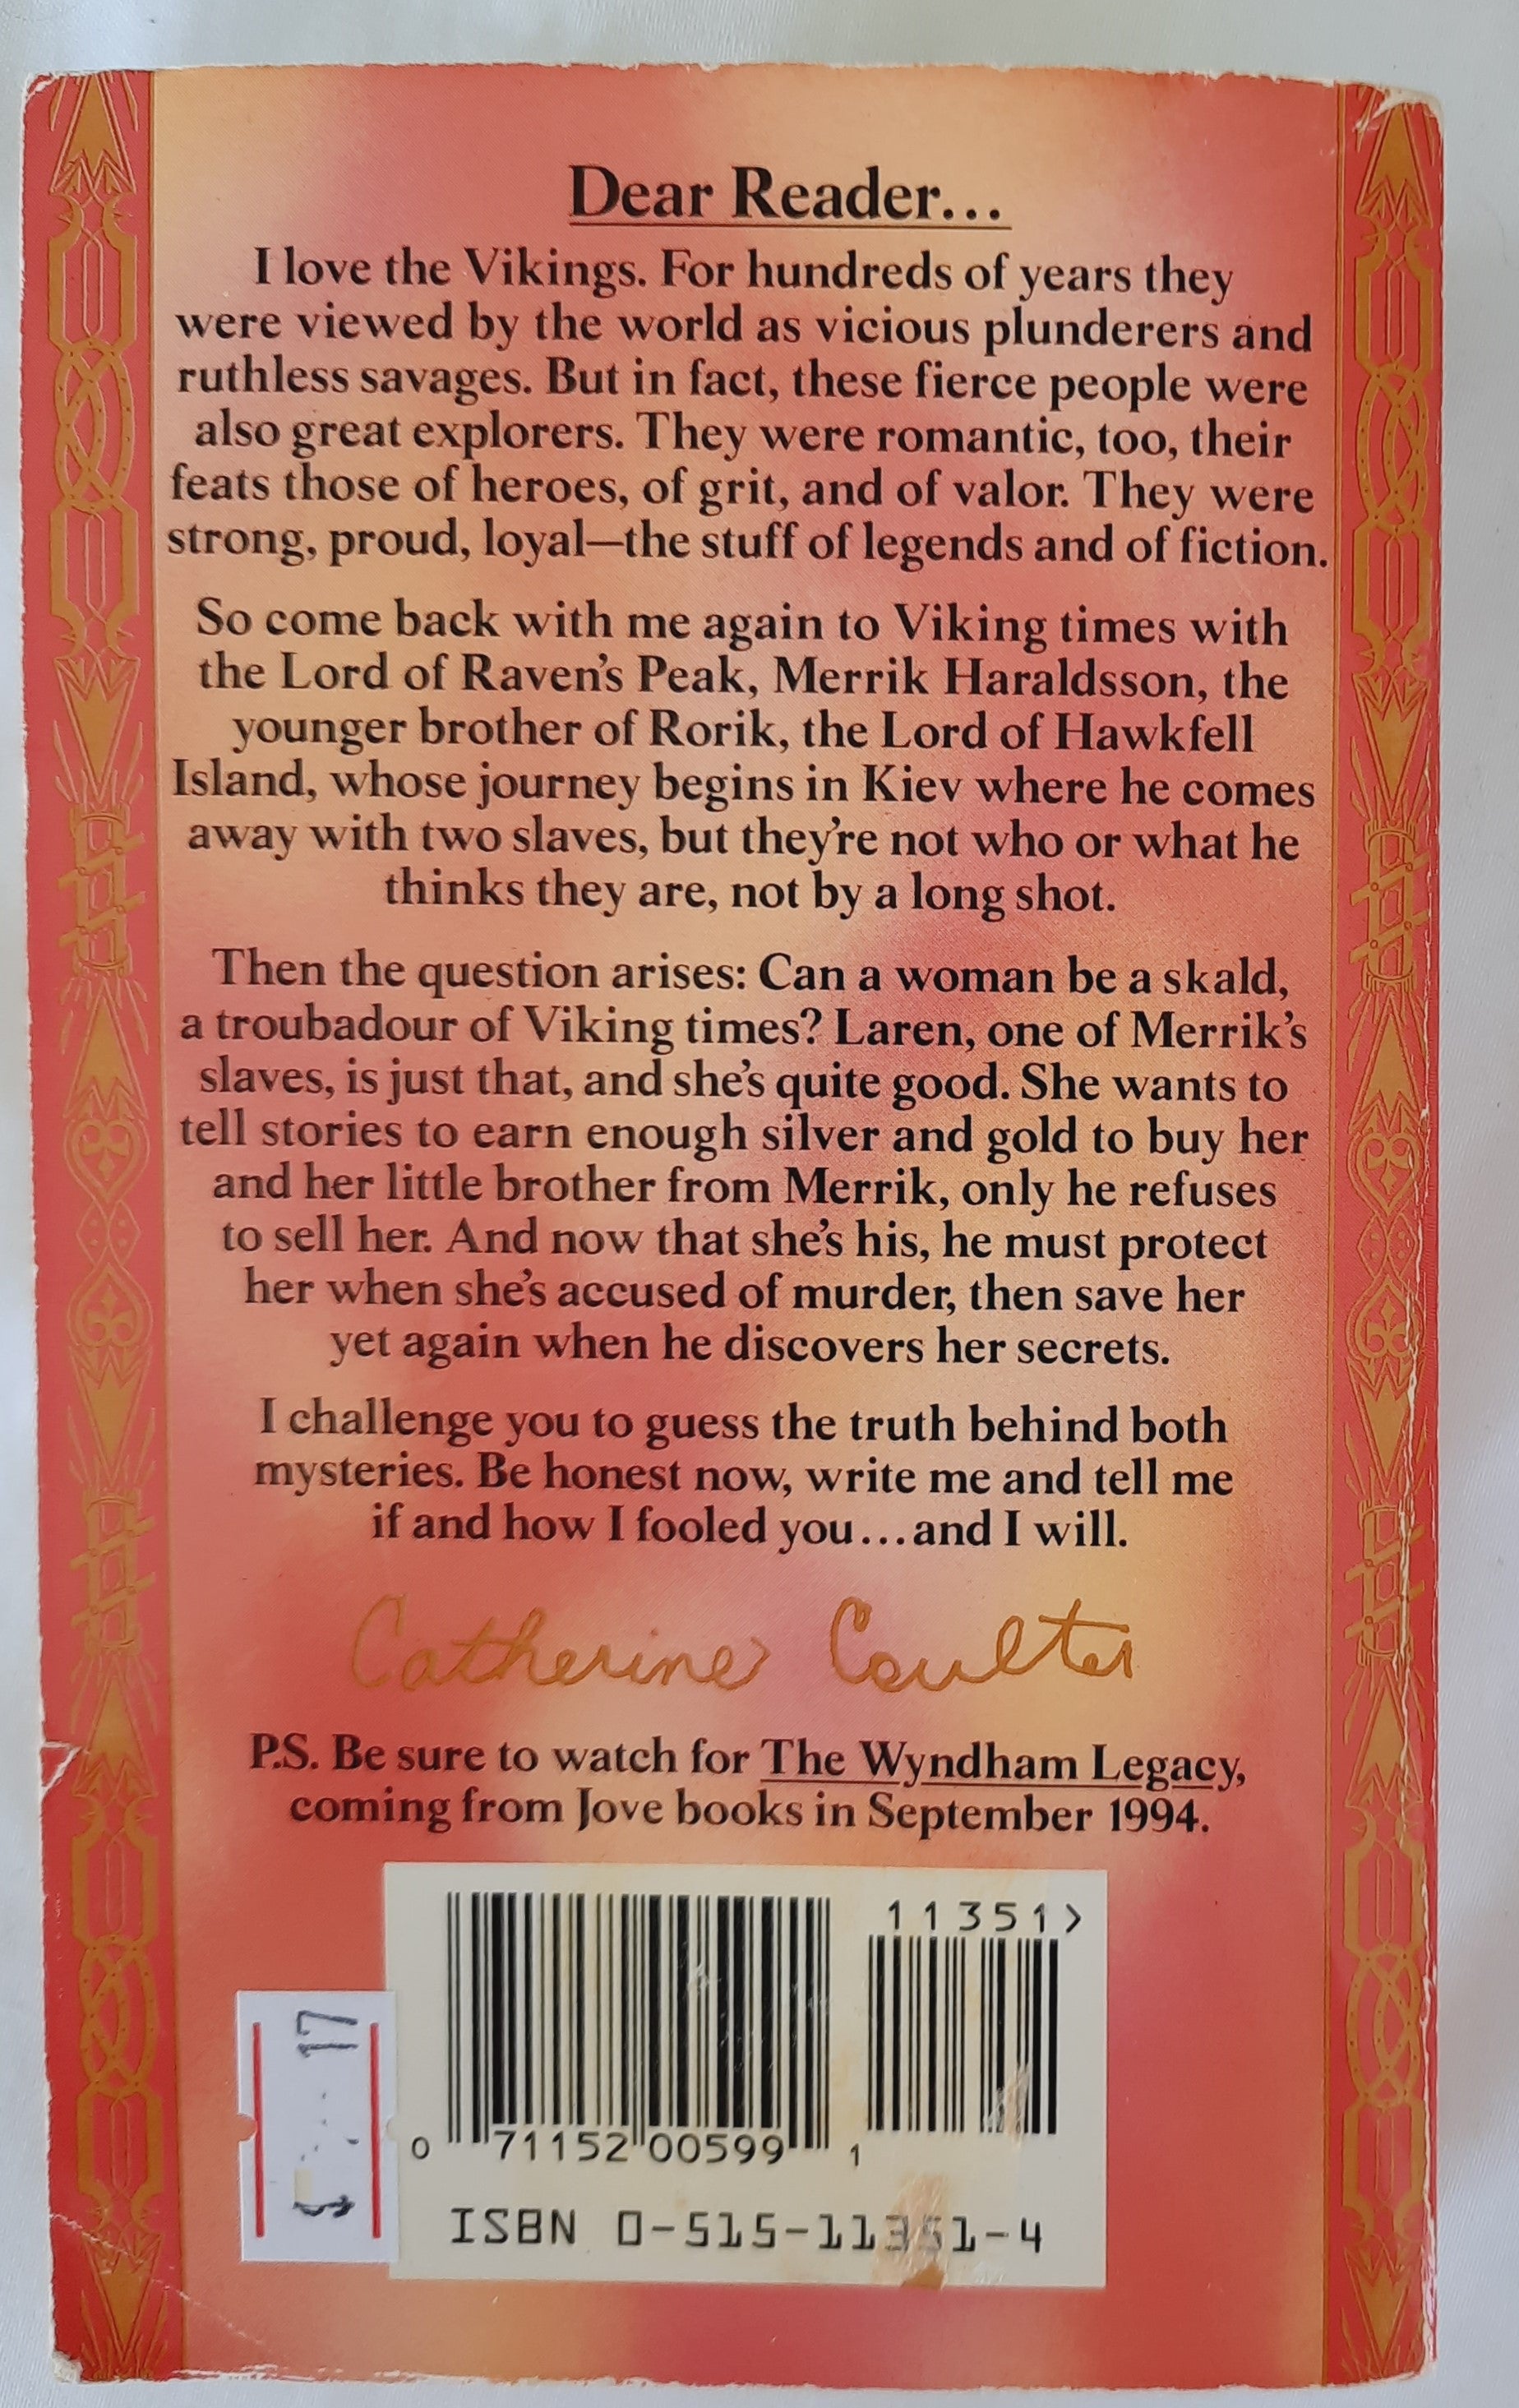 Dear Reader...
I love the Vikings. For hundreds of years they
were viewed by the world as vicious plunderers and
ruthless savages. But in fact, these fierce people were
also great explorers. They were romantic, too, their
feats those of heroes, of grit, and of valor. They were
strong, proud, loyal—the stuff of legends and of fiction.
So come back with me again to Viking times with
the Lord of Raven's Peak, Merrik Haraldsson, the
younger brother of Rorik, the Lord of Hawkfell
Island, whose journey begins in Kiev where he comes
away with two slaves, but they're not who or what he
thinks they are, not by a long shot.
Then the question arises: Can a woman be a skald,
a troubadour of Viking times? Laren, one of Merrik's
slaves, is just that, and she's quite good. She wants to
tell stories to earn enough silver and gold to buy her
and her little brother from Merrik, only he refuses
to sell her. And now that she's his, he must protect
her when she's accused of murder, then save her
yet again when he discovers her secrets.
I challenge you to guess the truth behind both
mysteries. Be honest now, write me and tell me
if and how I fooled you...and I will.
Catherine Coulter
P.S. Be sure to watch for The Wyndham Legacy,
coming from Jove books in September 1994.
11351>
0 71152 00599 1
ISBN 0-515-11351-4
17